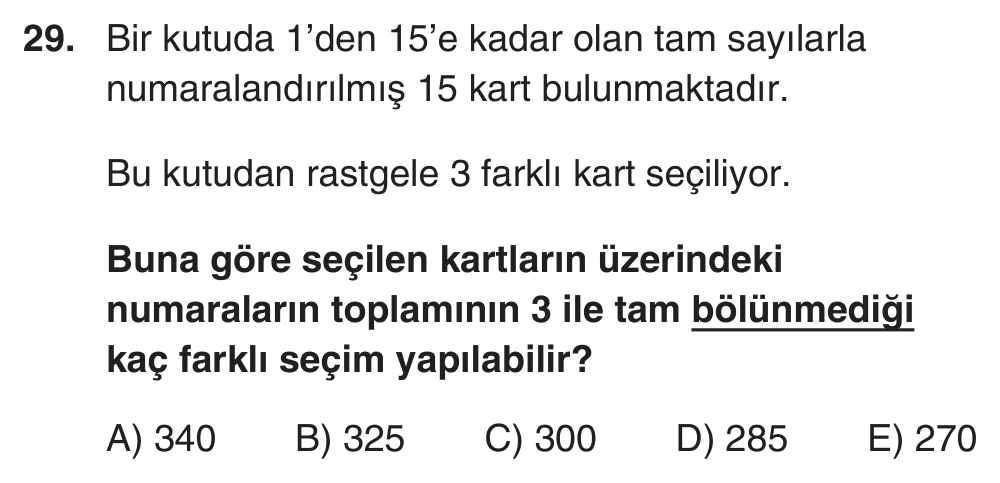 29. Bir kutuda 1’den 15’e kadar olan tam sayılarla
numaralandırılmış 15 kart bulunmaktadır.
Bu kutudan rastgele 3 farklı kart seçiliyor.
Buna göre seçilen kartların üzerindeki
numaraların toplamının 3 ile tam bölünmediği
kaç farklı seçim yapılabilir?
A) 340 B) 325 C) 300 D) 285 E) 270